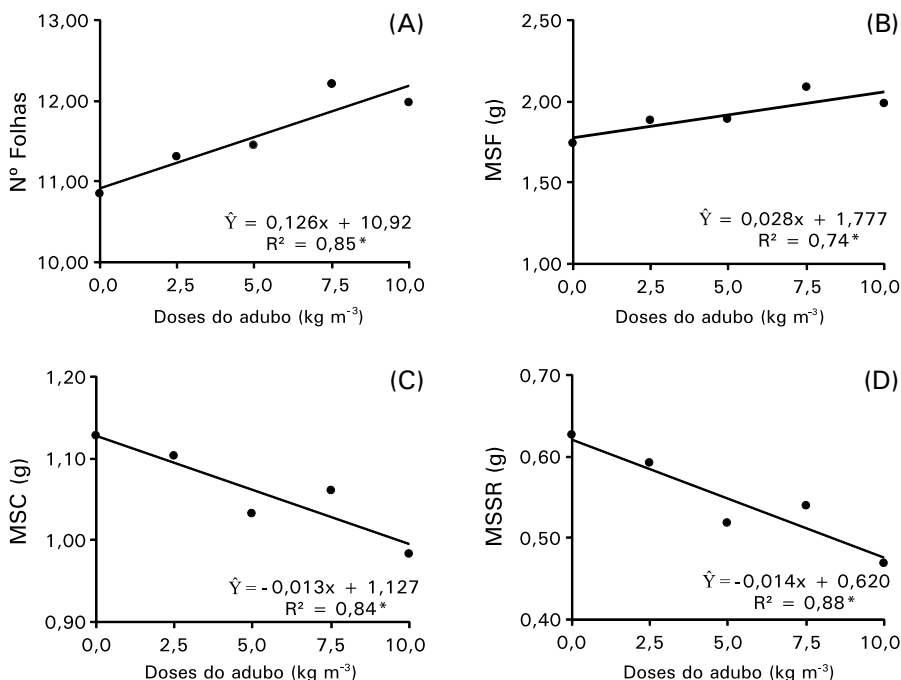 (A)
13,00
12,00
11,00
10,00
Nº Folhas
Ŷ = 0,126x + 10,92
R² = 0,85*
0,0 2,5 5,0 7,5 10,0
Doses do adubo (kg m⁻³)
(B)
2,50
2,00
1,50
1,00
MSF (g)
Ŷ = 0,028x + 1,777
R² = 0,74*
0,0 2,5 5,0 7,5 10,0
Doses do adubo (kg m⁻³)
(C)
1,20
1,10
1,00
0,90
MSC (g)
Ŷ = -0,013x + 1,127
R² = 0,84*
0,0 2,5 5,0 7,5 10,0
Doses do adubo (kg m⁻³)
(D)
0,70
0,60
0,50
0,40
MSSR (g)
Ŷ = -0,014x + 0,620
R² = 0,88*
0,0 2,5 5,0 7,5 10,0
Doses do adubo (kg m⁻³)